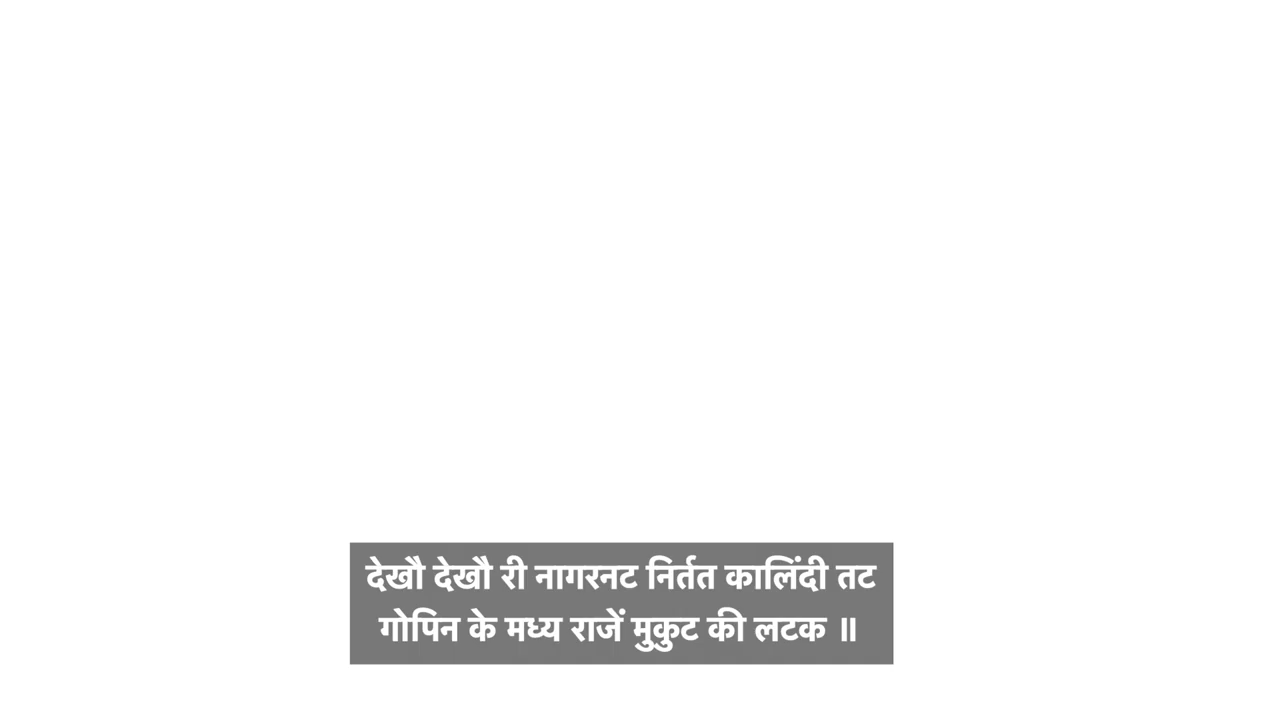 देखौ देखौ री नागरनट निर्तत कालिंदी तट
गोपिन के मध्य राजें मुकुट की लटक ॥